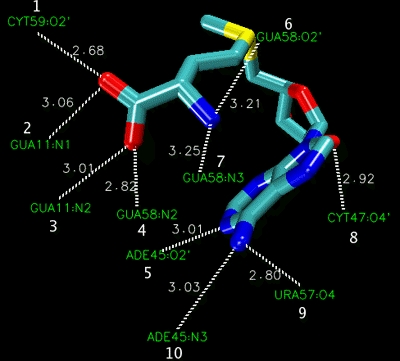 1
CYT59:O2'
6
GUA58:O2'
2.68
3.06
3.21
2
GUA11:N1
3.25
7
GUA58:N3
3.01
2.82
2.92
GUA11:N2
3
GUA58:N2
4
CYT47:O4'
8
3.01
ADE45:O2'
5
2.80
3.03
URA57:O4
9
ADE45:N3
10